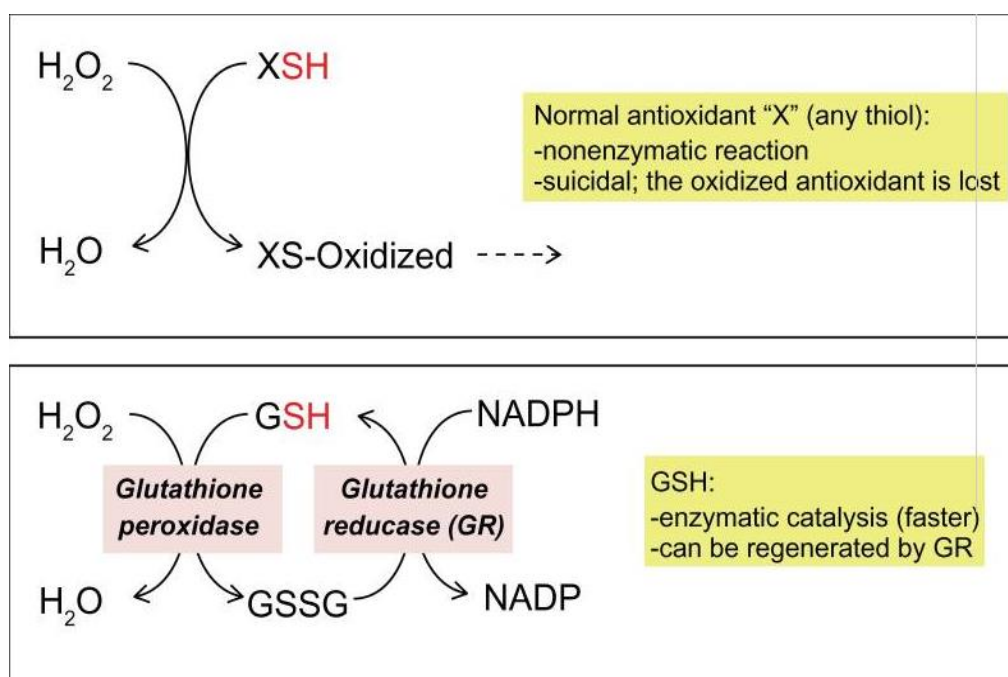 H₂O₂
XSH
Normal antioxidant “X” (any thiol):
-nonenzymatic reaction
-suicidal; the oxidized antioxidant is lost
H₂O
XS-Oxidized
H₂O₂
GSH
NADPH
Glutathione
peroxidase
Glutathione
reducase (GR)
GSH:
-enzymatic catalysis (faster)
-can be regenerated by GR
H₂O
GSSG
NADP